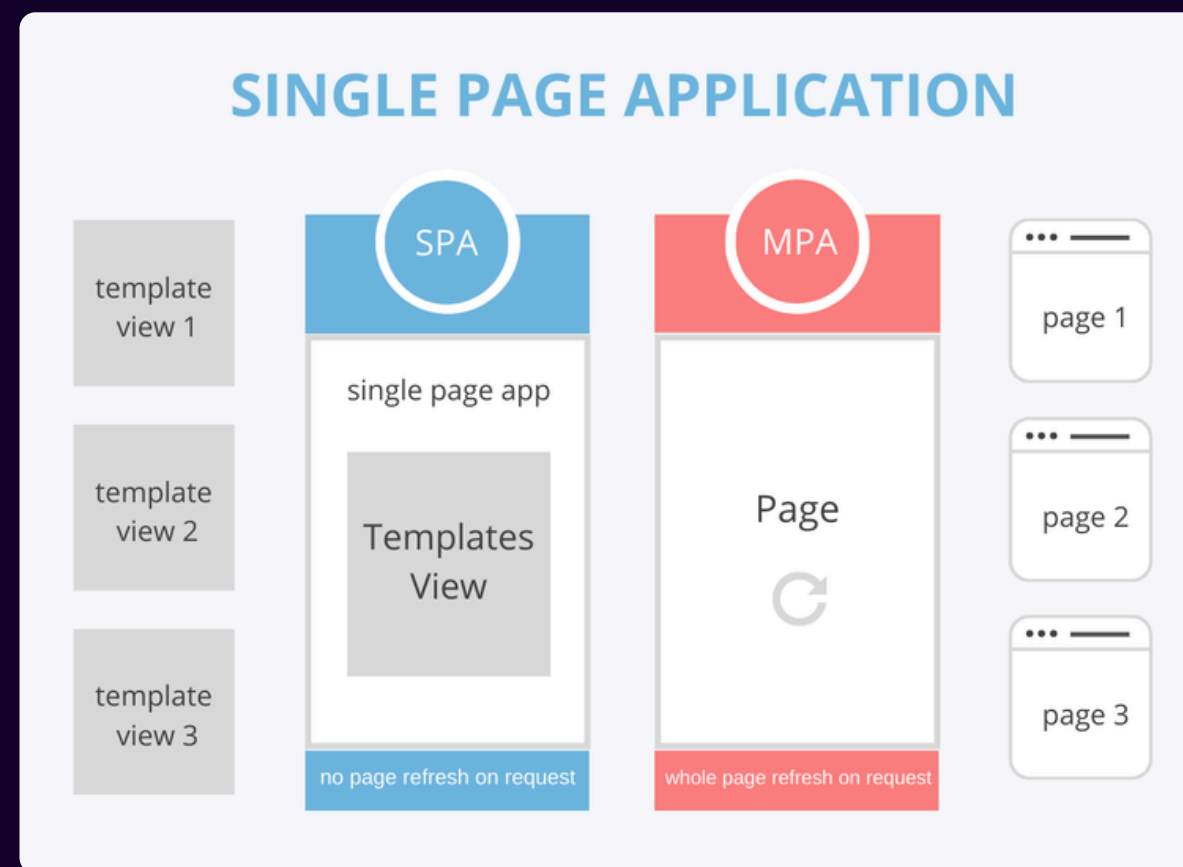 SINGLE PAGE APPLICATION
template
view 1
template
view 2
template
view 3
SPA
single page app
Templates
View
no page refresh on request
MPA
Page
whole page refresh on request
page 1
page 2
page 3